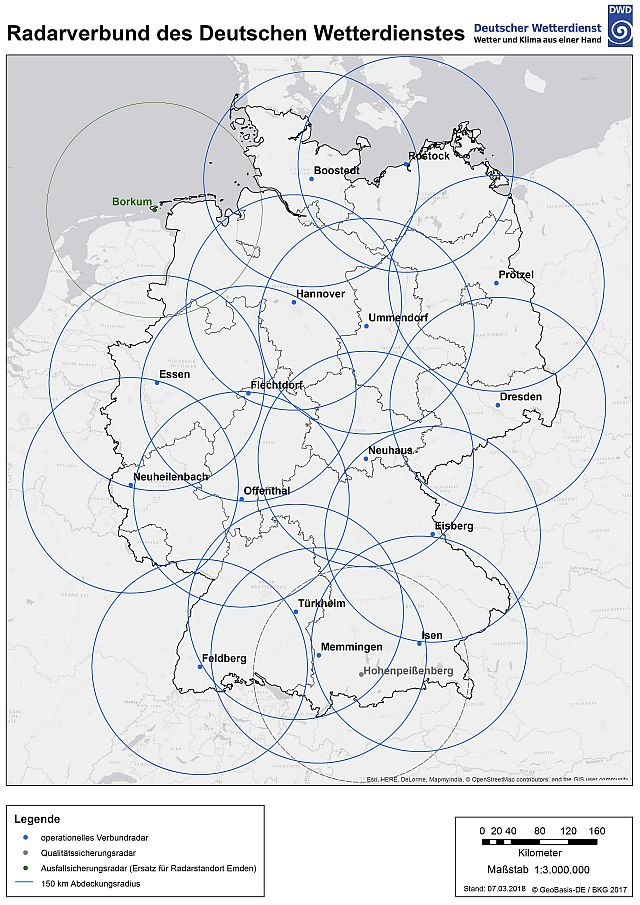 Radarverbund des Deutschen Wetterdienstes
Deutscher Wetterdienst
Wetter und Klima aus einer Hand
DWD
Rostock
Boostedt
Borkum
Prötzel
Hannover
Ummendorf
Essen
Flechtdorf
Dresden
Neuhaus
Neuheilenbach
Offenthal
Eisberg
Türkheim
Isen
Memmingen
Feldberg
Hohenpeißenberg
Esri, HERE, DeLorme, MapmyIndia, © OpenStreetMap contributors, and the GIS user community
Legende
operationelles Verbundradar
Qualitätssicherungsradar
Ausfallsicherungsradar (Ersatz für Radarstandort Emden)
150 km Abdeckungsradius
0 20 40 80 120 160
Kilometer
Maßstab 1:3.000.000
Stand: 07.03.2018 © GeoBasis-DE / BKG 2017